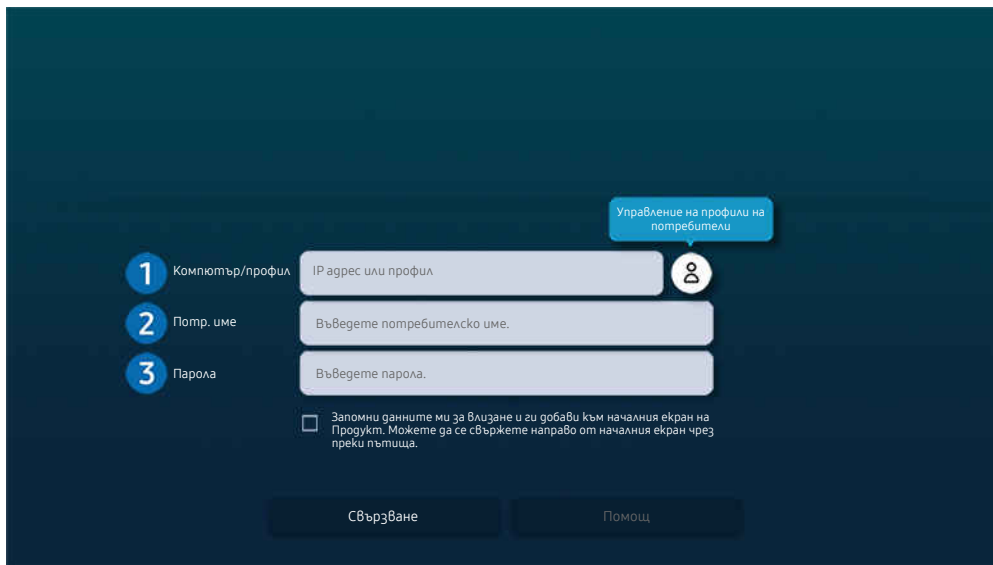 Управление на профили на
потребители
1 Компютър/профил IP адрес или профил
2 Потр. име Въведете потребителско име.
3 Парола Въведете парола.
Запомни данните ми за влизане и ги добави към началния екран на
Продукт. Можете да се свържете направо от началния екран чрез
преки пътища.
Свързване Помощ